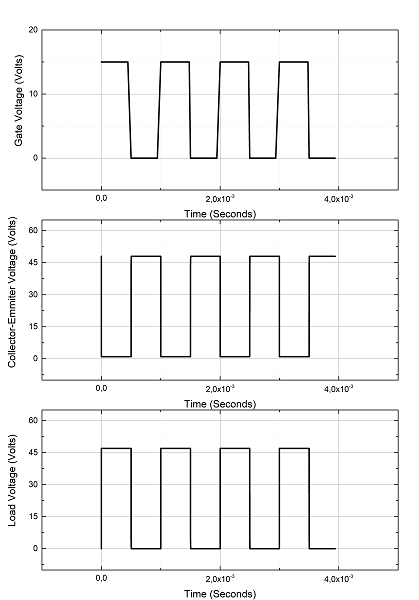 Gate Voltage (Volts)
20
10
0
0,0
2,0x10⁻³
4,0x10⁻³
Time (Seconds)
Collector-Emmiter Voltage (Volts)
60
45
30
15
0
0,0
2,0x10⁻³
4,0x10⁻³
Time (Seconds)
Load Voltage (Volts)
60
45
30
15
0
0,0
2,0x10⁻³
4,0x10⁻³
Time (Seconds)